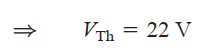 ⇒ V_Th = 22 V